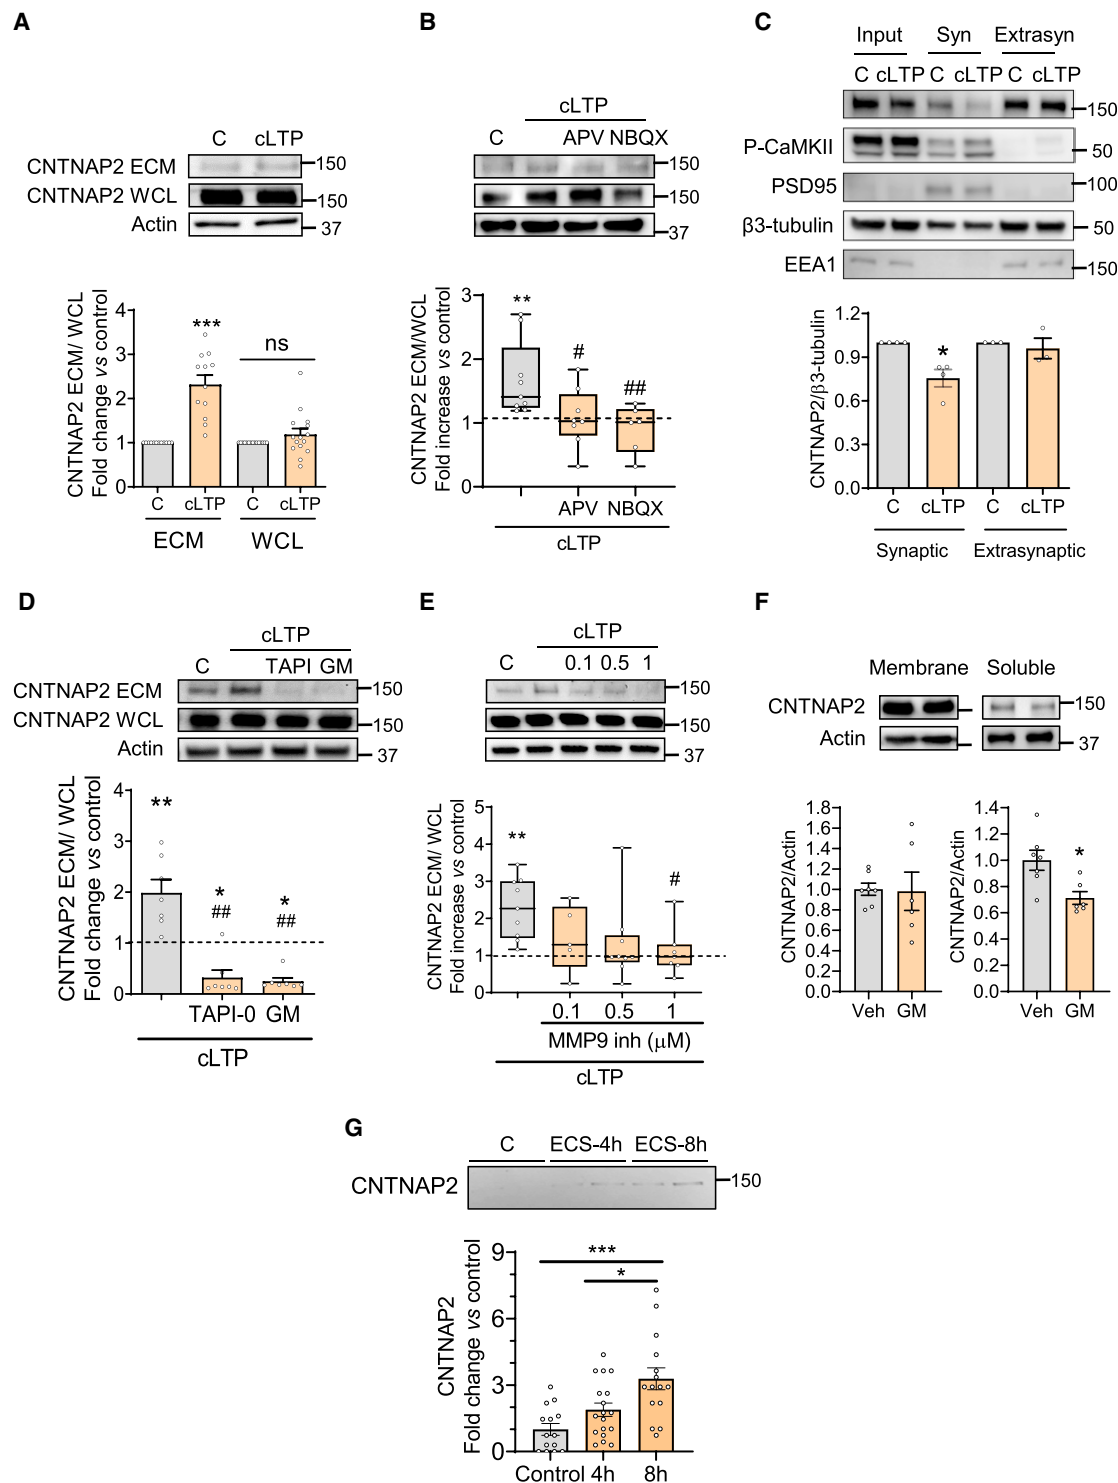 A
C cLTP
CNTNAP2 ECM
150
CNTNAP2 WCL
150
Actin
37
CNTNAP2 ECM/ WCL
Fold change vs control
4
3
2
1
0
***
ns
C cLTP C cLTP
ECM WCL
B
cLTP
C APV NBQX
CNTNAP2 ECM
150
CNTNAP2 WCL
150
Actin
37
CNTNAP2 ECM/WCL
Fold increase vs control
3
2
1
0
**
#
##
APV NBQX
cLTP
C
Input Syn Extrasyn
C cLTP C cLTP C cLTP
150
P-CaMKII
50
PSD95
100
β3-tubulin
50
EEA1
150
CNTNAP2/β3-tubulin
1.2
0.9
0.6
0.3
0.0
*
C cLTP C cLTP
Synaptic Extrasynaptic
D
cLTP
C TAPI GM
CNTNAP2 ECM
150
CNTNAP2 WCL
150
Actin
37
CNTNAP2 ECM/ WCL
Fold change vs control
4
3
2
1
0
**
*
##
*
##
TAPI-0 GM
cLTP
E
cLTP
C 0.1 0.5 1
150
150
37
CNTNAP2 ECM/ WCL
Fold increase vs control
5
4
3
2
1
0
**
#
0.1 0.5 1
MMP9 inh (μM)
cLTP
F
Membrane Soluble
CNTNAP2
150
Actin
37
CNTNAP2/Actin
1.8
1.6
1.4
1.2
1.0
0.8
0.6
0.4
0.2
0.0
Veh GM
CNTNAP2/Actin
1.4
1.2
1.0
0.8
0.6
0.4
0.2
0.0
*
Veh GM
G
C ECS-4h ECS-8h
CNTNAP2
150
CNTNAP2
Fold change vs control
9
6
3
0
***
*
Control 4h 8h